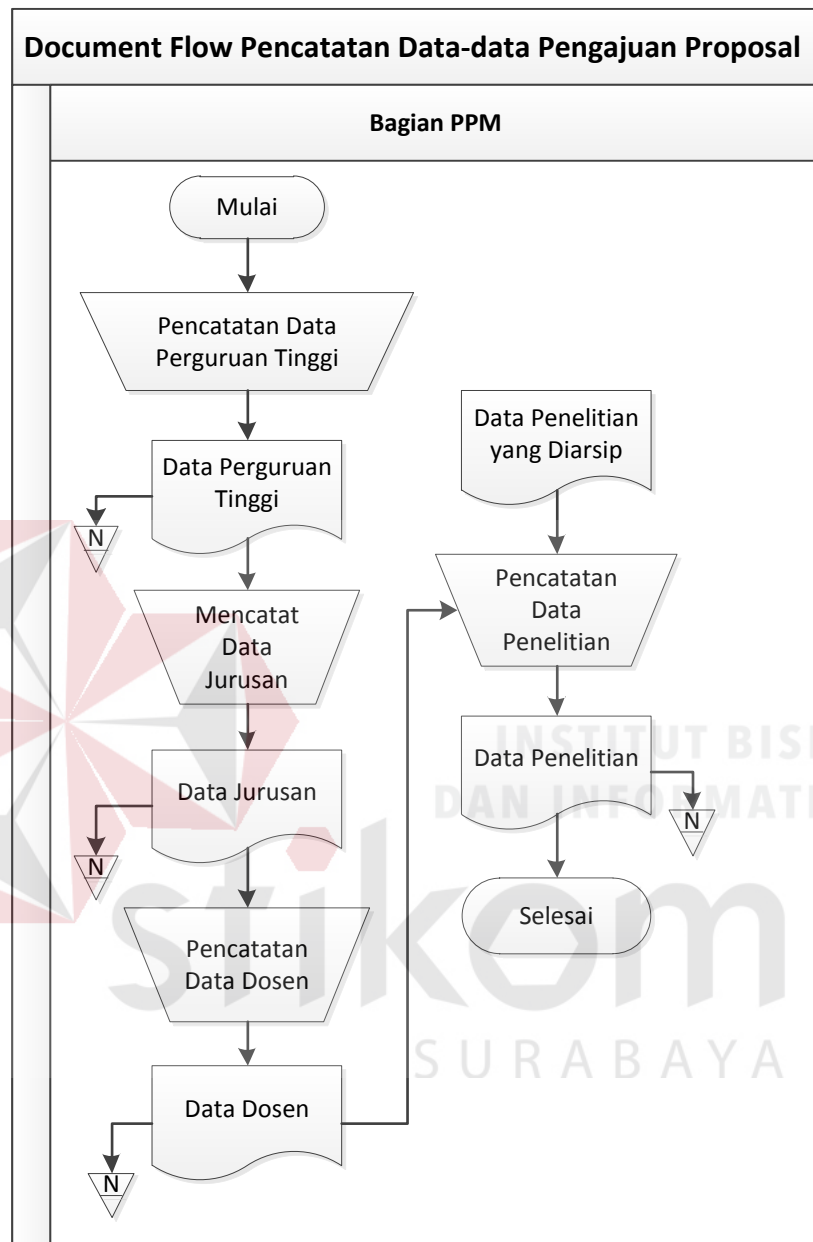 Document Flow Pencatatan Data-data Pengajuan Proposal
Bagian PPM
Mulai
Pencatatan Data
Perguruan Tinggi
Data Perguruan
Tinggi
N
Mencatat
Data
Jurusan
Data Jurusan
N
Pencatatan
Data Dosen
Data Dosen
N
Data Penelitian
yang Diarsip
Pencatatan
Data
Penelitian
Data Penelitian
N
Selesai
INSTITUT BIS
DAN INFORMATI
stikom
SURABAYA